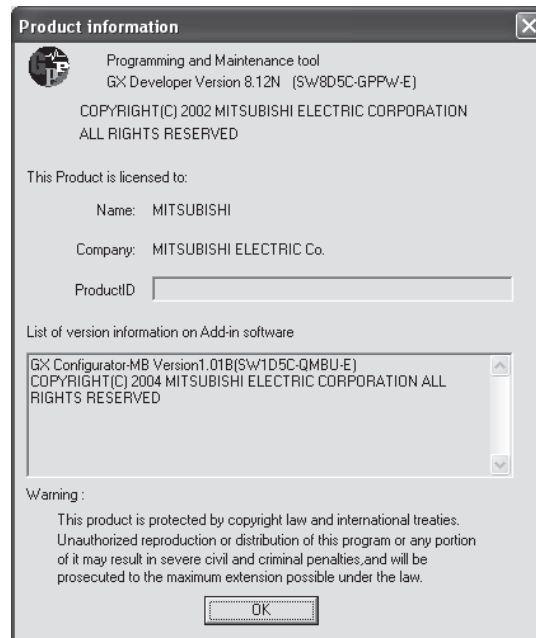 Product information
Programming and Maintenance tool
GX Developer Version 8.12N (SW8D5C-GPPW-E)
COPYRIGHT(C) 2002 MITSUBISHI ELECTRIC CORPORATION
ALL RIGHTS RESERVED
This Product is licensed to:
Name: MITSUBISHI
Company: MITSUBISHI ELECTRIC Co.
ProductID
List of version information on Add-in software
GX Configurator-MB Version1.01B(SW1D5C-QMBU-E)
COPYRIGHT(C) 2004 MITSUBISHI ELECTRIC CORPORATION ALL
RIGHTS RESERVED
Warning :
This product is protected by copyright law and international treaties.
Unauthorized reproduction or distribution of this program or any portion
of it may result in severe civil and criminal penalties,and will be
prosecuted to the maximum extension possible under the law.
OK